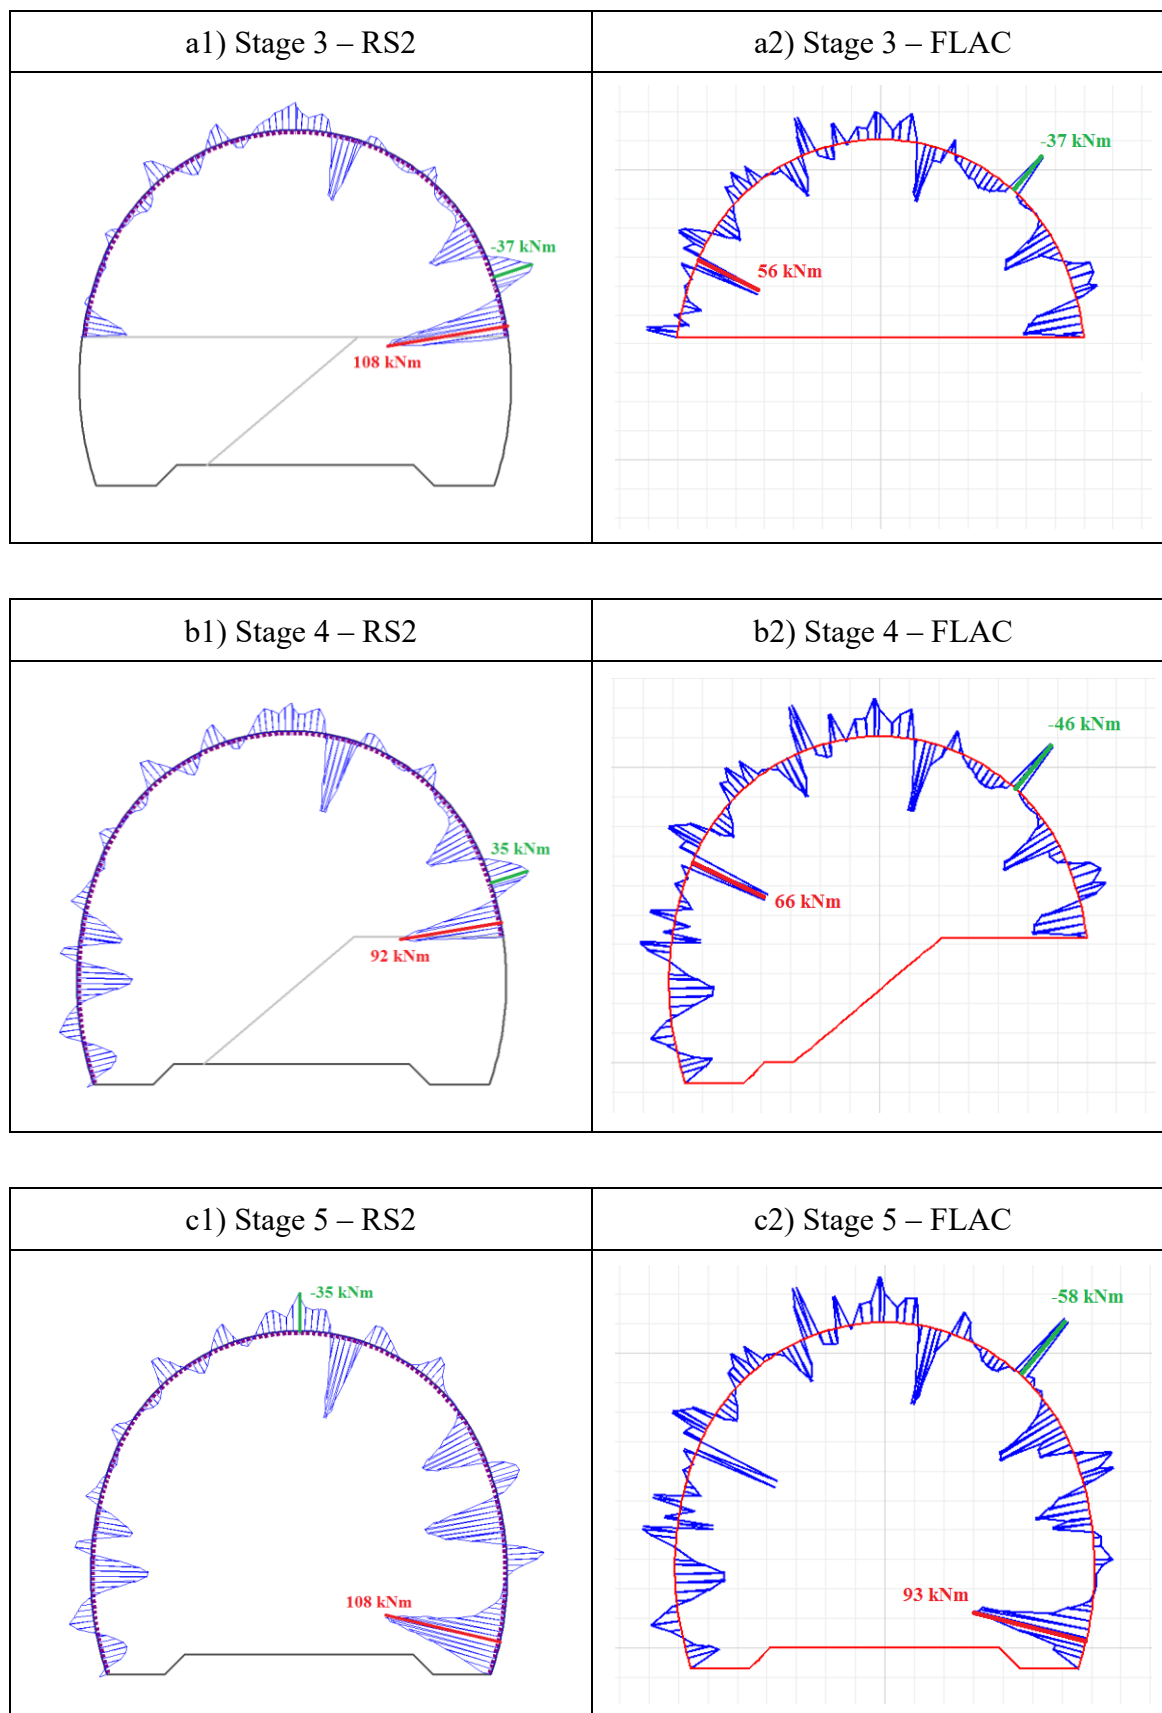 a1) Stage 3 – RS2
a2) Stage 3 – FLAC
-37 kNm
108 kNm
-37 kNm
56 kNm
b1) Stage 4 – RS2
b2) Stage 4 – FLAC
35 kNm
92 kNm
-46 kNm
66 kNm
c1) Stage 5 – RS2
c2) Stage 5 – FLAC
-35 kNm
108 kNm
-58 kNm
93 kNm